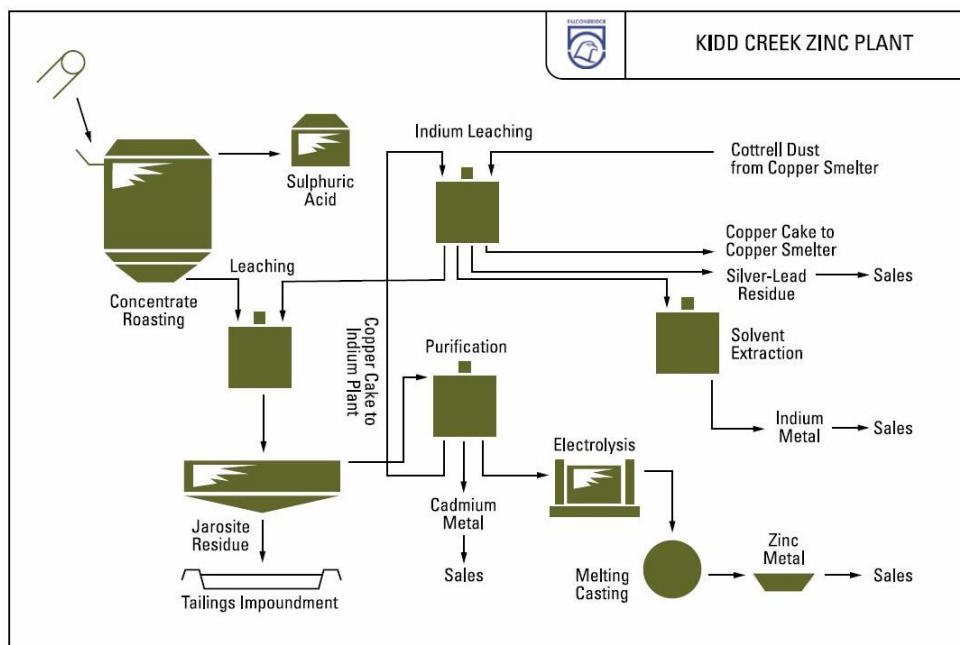 FALCONBRIDGE
KIDD CREEK ZINC PLANT
Indium Leaching
Cottrell Dust
from Copper Smelter
Sulphuric
Acid
Copper Cake to
Copper Smelter
Leaching
Silver-Lead
Residue
Sales
Concentrate
Roasting
Copper Cake to
Indium Plant
Purification
Solvent
Extraction
Indium
Metal
Sales
Electrolysis
Cadmium
Metal
Jarosite
Residue
Zinc
Metal
Sales
Melting
Casting
Sales
Tailings Impoundment